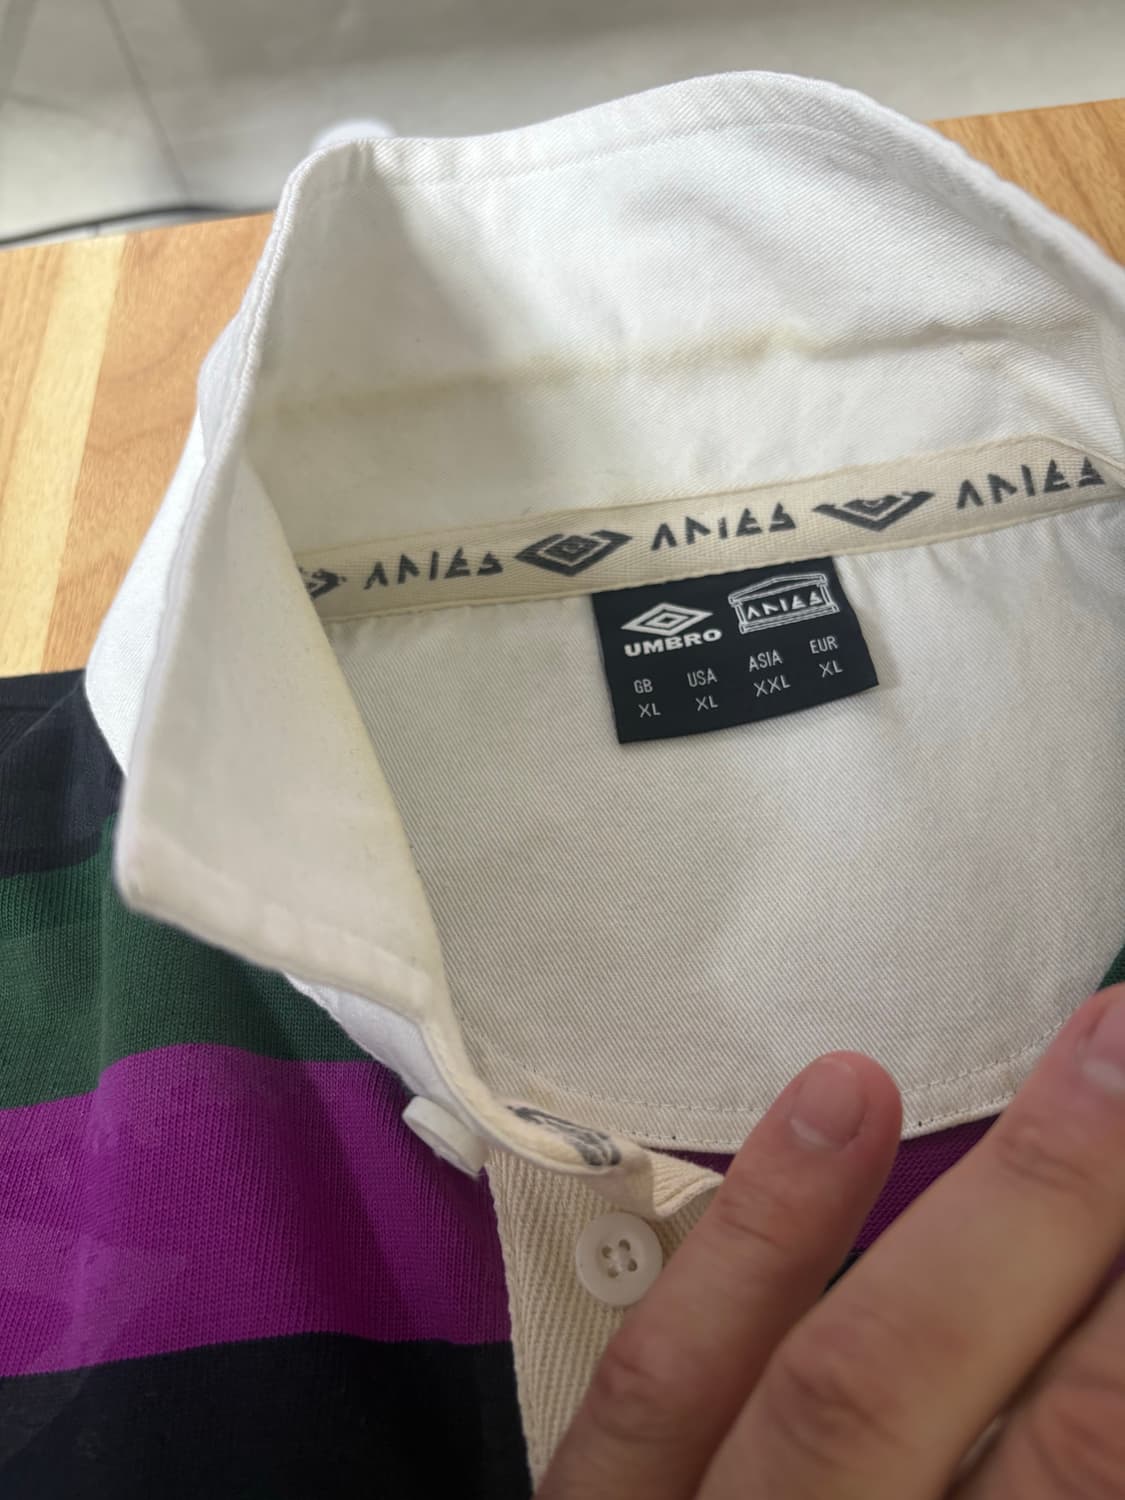 ARIES ARIES ARIES
UMBRO ARIES
GB USA ASIA EUR
XL XL XXL XL